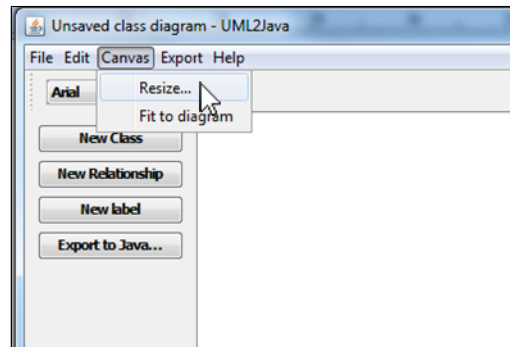 Unsaved class diagram - UML2Java
File Edit Canvas Export Help
Arial
Resize...
Fit to diagram
New Class
New Relationship
New label
Export to Java...